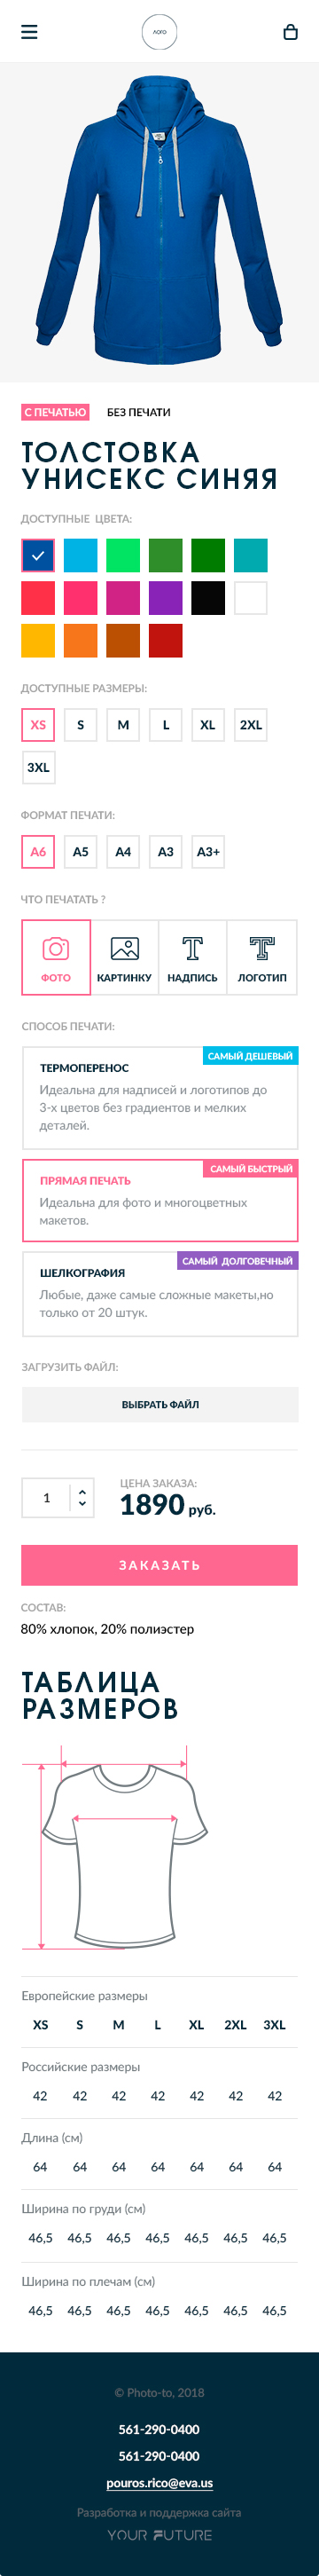 ЛОГО
С ПЕЧАТЬЮ БЕЗ ПЕЧАТИ
ТОЛСТОВКА
УНИСЕКС СИНЯЯ
ДОСТУПНЫЕ ЦВЕТА:
ДОСТУПНЫЕ РАЗМЕРЫ:
XS S M L XL 2XL
3XL
ФОРМАТ ПЕЧАТИ:
A6 A5 A4 A3 A3+
ЧТО ПЕЧАТАТЬ ?
ФОТО КАРТИНКУ НАДПИСЬ ЛОГОТИП
СПОСОБ ПЕЧАТИ:
САМЫЙ ДЕШЕВЫЙ
ТЕРМОПЕРЕНОС
Идеальна для надписей и логотипов до
3-х цветов без градиентов и мелких
деталей.
САМЫЙ БЫСТРЫЙ
ПРЯМАЯ ПЕЧАТЬ
Идеальна для фото и многоцветных
макетов.
САМЫЙ ДОЛГОВЕЧНЫЙ
ШЕЛКОГРАФИЯ
Любые, даже самые сложные макеты,но
только от 20 штук.
ЗАГРУЗИТЬ ФАЙЛ:
ВЫБРАТЬ ФАЙЛ
ЦЕНА ЗАКАЗА:
1 1890 руб.
ЗАКАЗАТЬ
СОСТАВ:
80% хлопок, 20% полиэстер
ТАБЛИЦА
РАЗМЕРОВ
Европейские размеры
XS S M L XL 2XL 3XL
Российские размеры
42 42 42 42 42 42 42
Длина (см)
64 64 64 64 64 64 64
Ширина по груди (см)
46,5 46,5 46,5 46,5 46,5 46,5 46,5
Ширина по плечам (см)
46,5 46,5 46,5 46,5 46,5 46,5 46,5
© Photo-to, 2018
561-290-0400
561-290-0400
pouros.rico@eva.us
Разработка и поддержка сайта
YOUR FUTURE